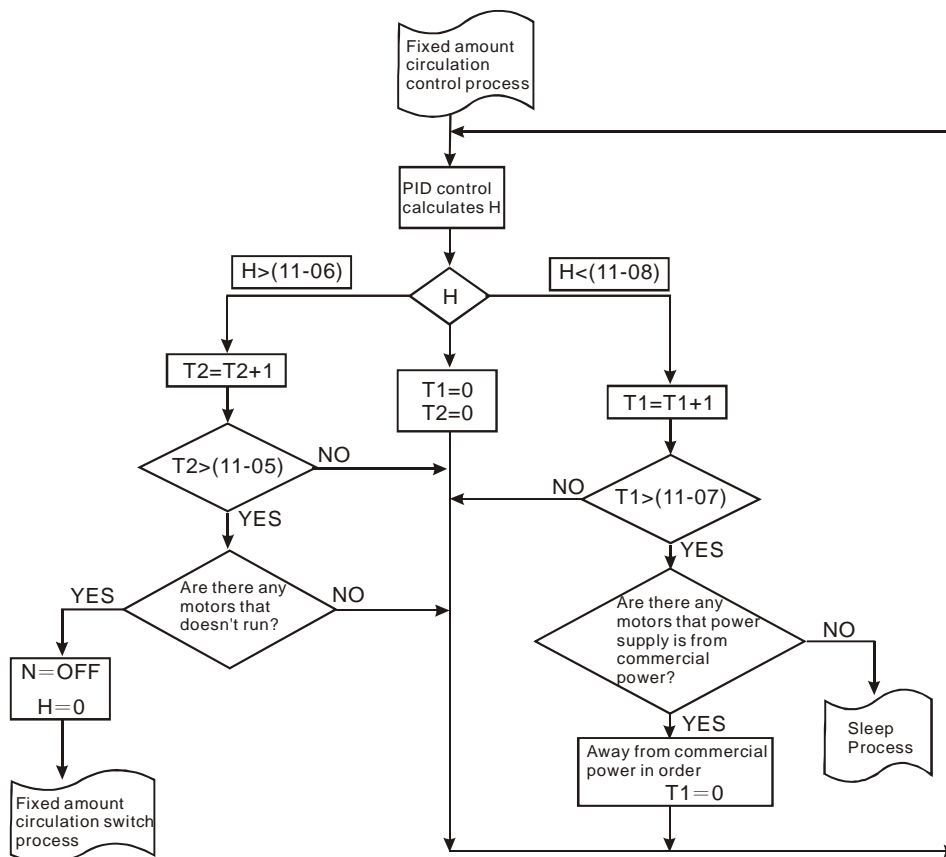 Fixed amount
circulation
control process
PID control
calculates H
H>(11-06)
H<(11-08)
H
T2=T2+1
T1=0
T2=0
T1=T1+1
T2>(11-05)
NO
YES
NO
T1>(11-07)
YES
YES
Are there any
motors that
doesn't run?
NO
Are there any
motors that power
supply is from
commercial
power?
NO
N=OFF
H=0
YES
Sleep
Process
Away from commercial
power in order
T1=0
Fixed amount
circulation switch
process